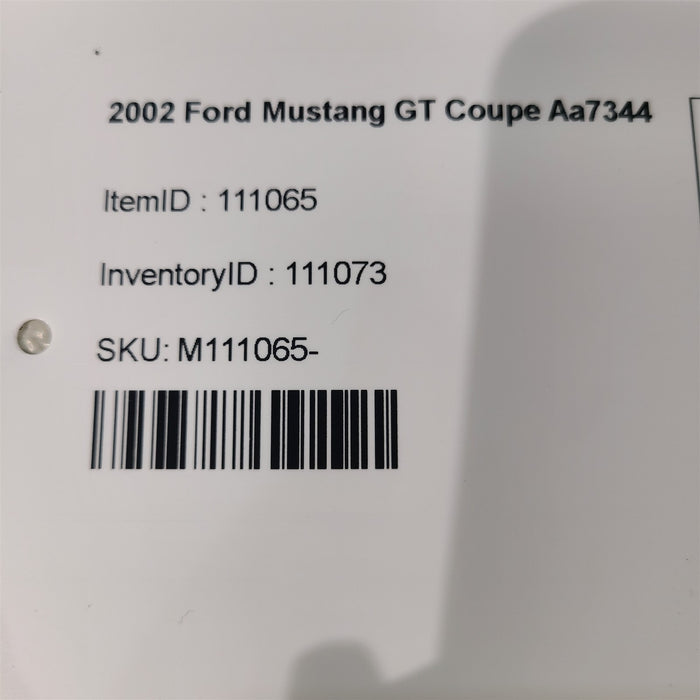 2002 Ford Mustang GT Coupe Aa7344
ItemID : 111065
InventoryID : 111073
SKU: M111065-